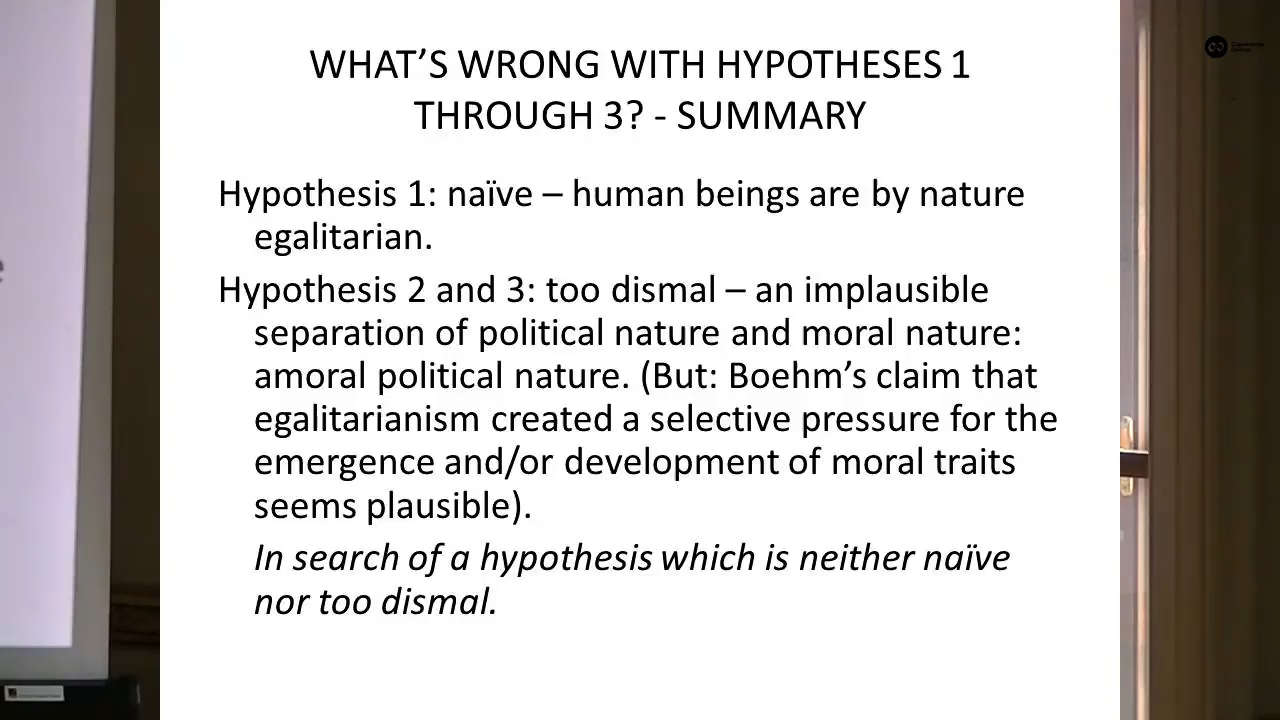 WHAT’S WRONG WITH HYPOTHESES 1
THROUGH 3? - SUMMARY
Hypothesis 1: naïve – human beings are by nature
egalitarian.
Hypothesis 2 and 3: too dismal – an implausible
separation of political nature and moral nature:
amoral political nature. (But: Boehm’s claim that
egalitarianism created a selective pressure for the
emergence and/or development of moral traits
seems plausible).
In search of a hypothesis which is neither naïve
nor too dismal.